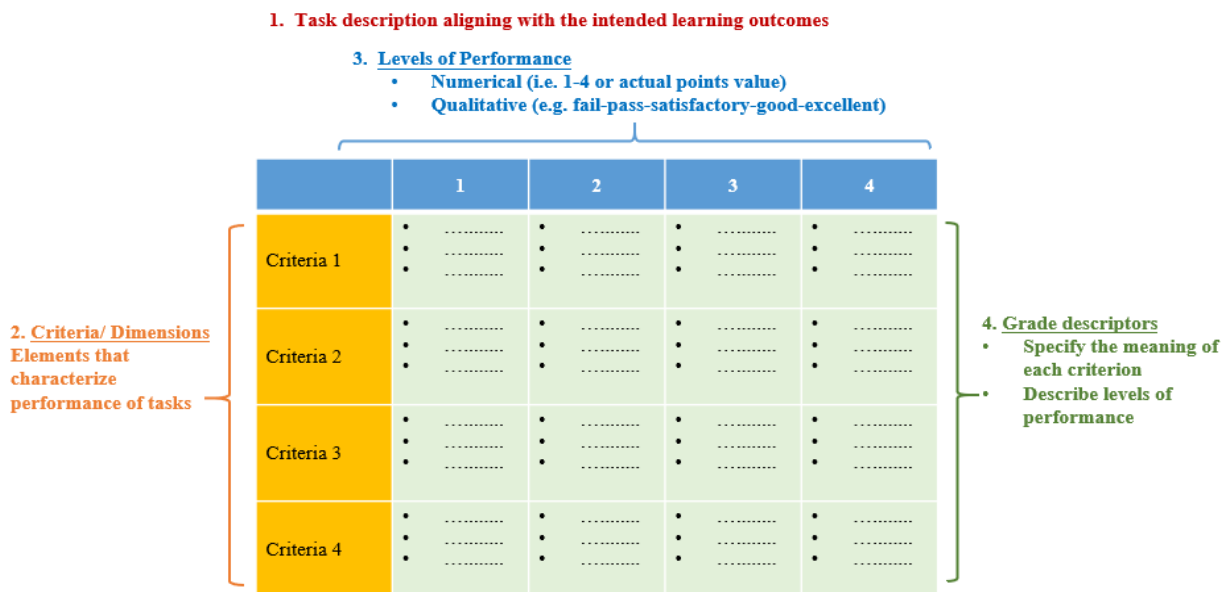 1. Task description aligning with the intended learning outcomes
3. Levels of Performance
• Numerical (i.e. 1-4 or actual points value)
• Qualitative (e.g. fail-pass-satisfactory-good-excellent)
1 2 3 4
Criteria 1
• ---------- • ---------- • ---------- • ----------
• ---------- • ---------- • ---------- • ----------
• ---------- • ---------- • ---------- • ----------
Criteria 2
• ---------- • ---------- • ---------- • ----------
• ---------- • ---------- • ---------- • ----------
• ---------- • ---------- • ---------- • ----------
Criteria 3
• ---------- • ---------- • ---------- • ----------
• ---------- • ---------- • ---------- • ----------
• ---------- • ---------- • ---------- • ----------
Criteria 4
• ---------- • ---------- • ---------- • ----------
• ---------- • ---------- • ---------- • ----------
• ---------- • ---------- • ---------- • ----------
2. Criteria/ Dimensions
Elements that
characterize
performance of tasks
4. Grade descriptors
• Specify the meaning of
each criterion
• Describe levels of
performance